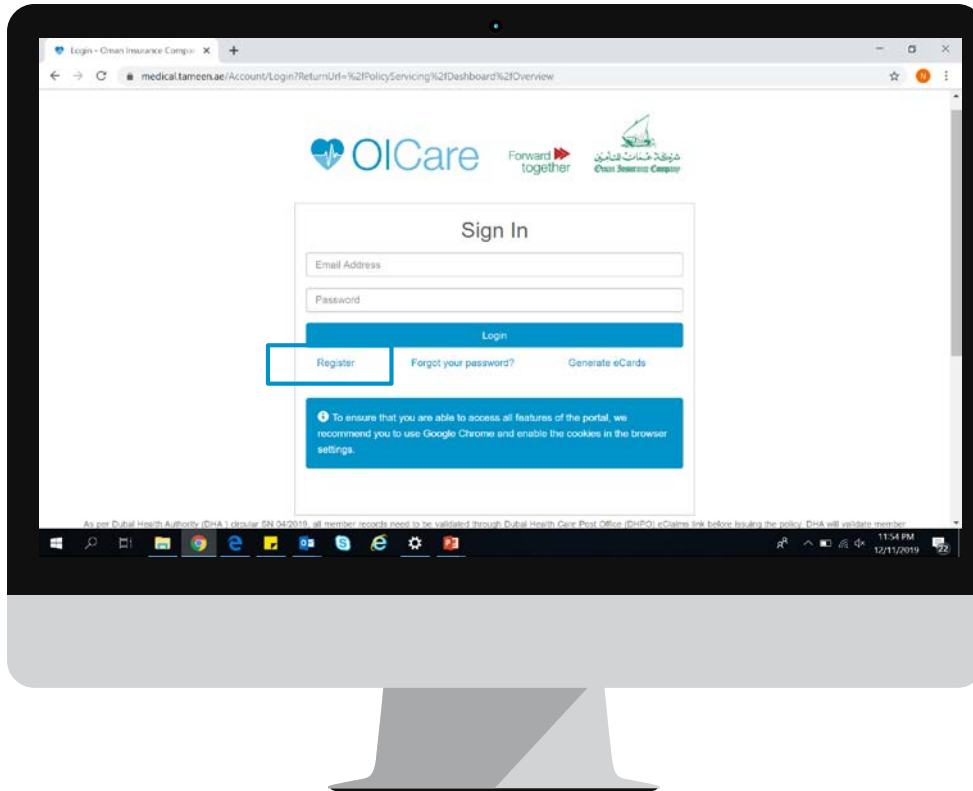 Login - Oman Insurance Compan
medical.tameen.ae/Account/Login?ReturnUrl=%2fPolicyServicing%2fDashboard%2fOverview
N
OICare
Forward
together
شركة عمان للتأمين
Oman Insurance Company
Sign In
Email Address
Password
Login
Register Forgot your password? Generate eCards
To ensure that you are able to access all features of the portal, we
recommend you to use Google Chrome and enable the cookies in the browser
settings.
As per Dubai Health Authority (DHA ) circular SN 04/2019, all member records need to be validated through Dubai Health Care Post Office (DHPO) eClaims link before issuing the policy. DHA will validate member
11:54 PM
12/11/2019
22